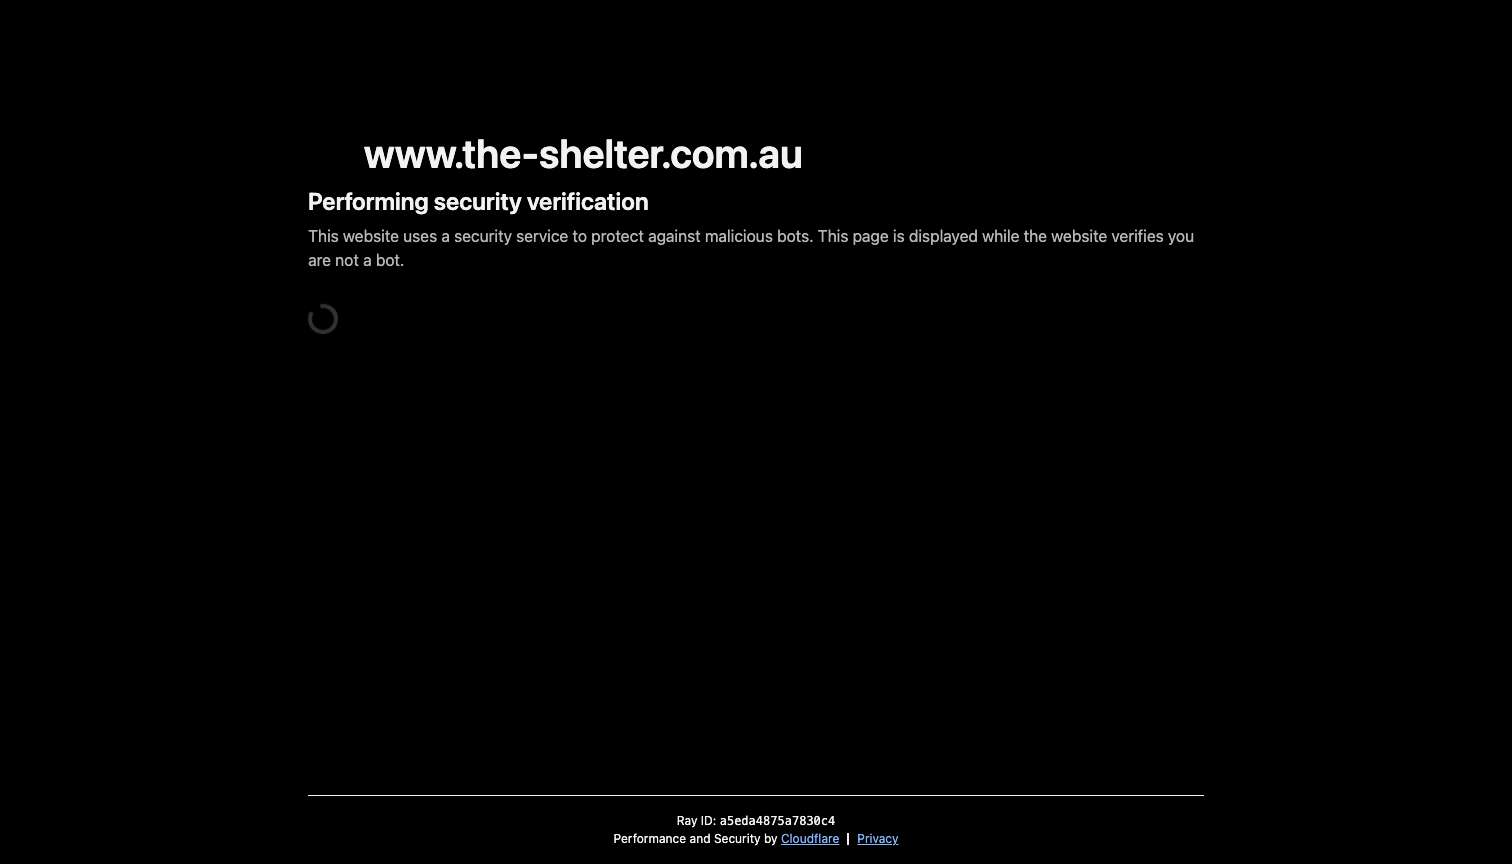 www.the-shelter.com.au
Performing security verification
This website uses a security service to protect against malicious bots. This page is displayed while the website verifies you
are not a bot.
Ray ID: a5eda4875a7830c4
Performance and Security by Cloudflare | Privacy